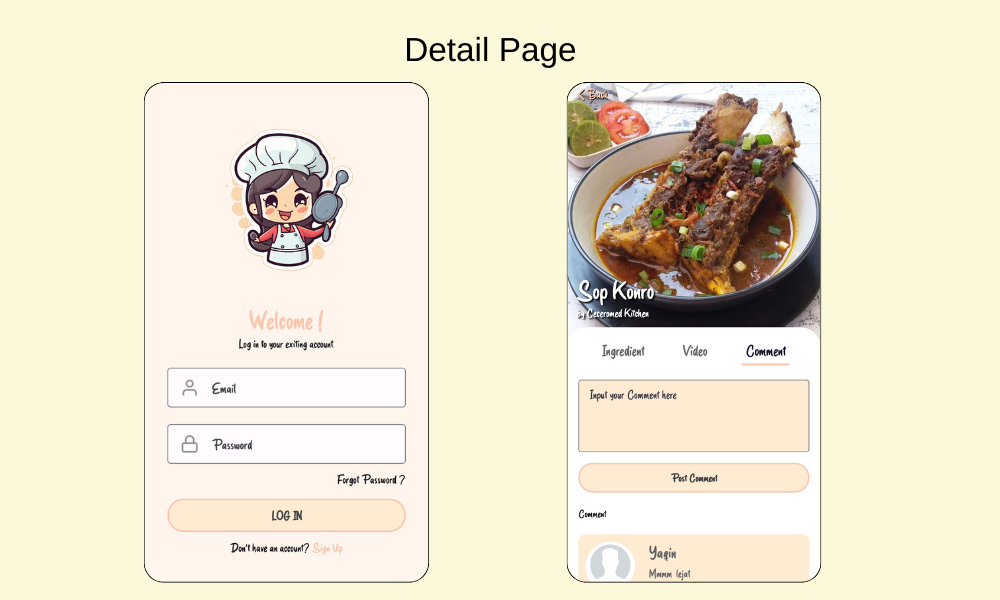 Detail Page
Welcome !
Log in to your exiting account
Email
Password
Forgot Password ?
LOG IN
Don't have an account? Sign Up
< Back
Sop Konro
by Ceceromed Kitchen
Ingredient Video Comment
Input your Comment here
Post Comment
Comment
Yaqin
Mmmm lejat